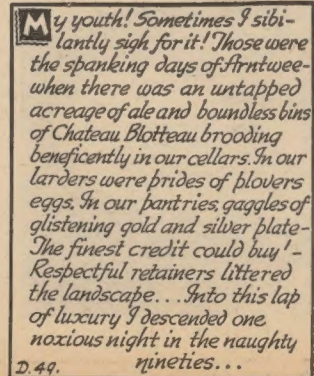 My youth! Sometimes I sibi-
lantly sigh for it! Those were
the spanking days of Arntwee-
when there was an untapped
acreage of ale and boundless bins
of Chateau Blotteau brooding
beneficently in our cellars. In our
larders were prides of plovers
eggs. In our pantries, gaggles of
glistening gold and silver plate-
The finest credit could buy! -
Respectful retainers littered
the landscape... Into this lap
of luxury I descended one
noxious night in the naughty
nineties...
D.49.